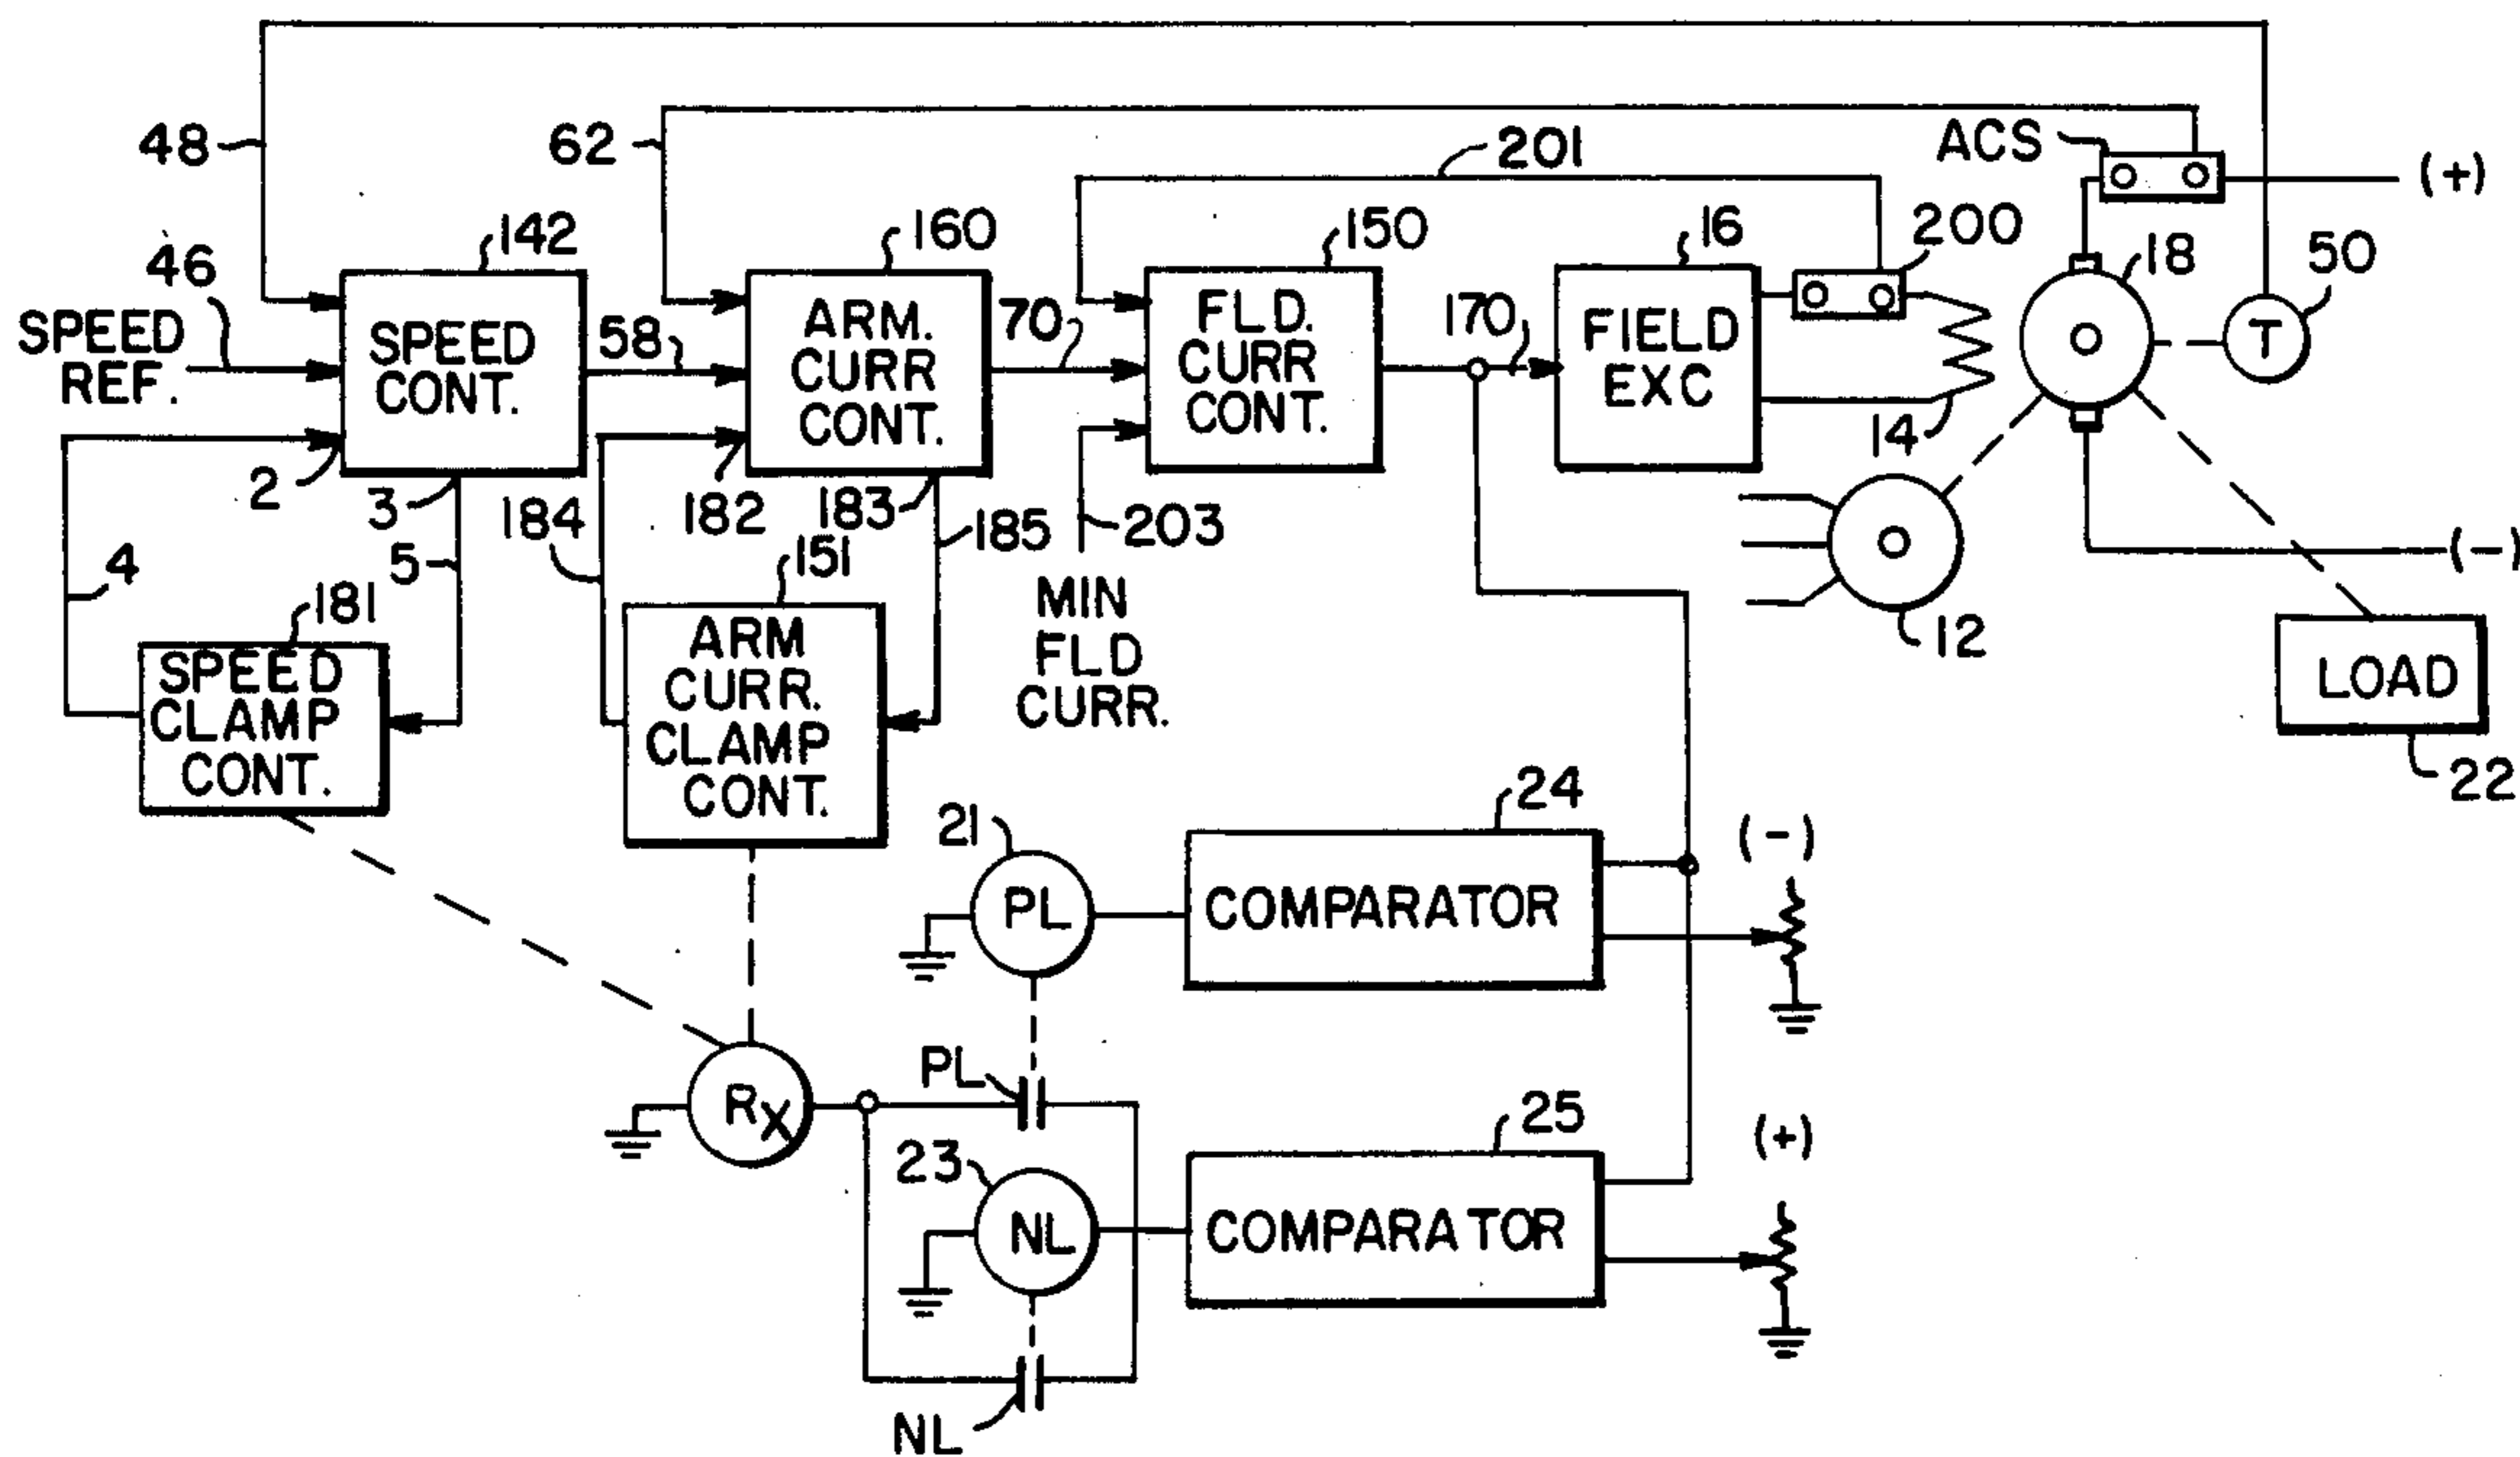 48
62
201
ACS
(+)
46
142
160
150
16
200
18
50
SPEED
REF.
SPEED
CONT.
58
ARM.
CURR
CONT.
70
FLD.
CURR
CONT.
170
FIELD
EXC
T
14
2
3
184
182
183
185
203
12
(-)
4
5
181
151
MIN
FLD
CURR.
LOAD
22
SPEED
CLAMP
CONT.
ARM
CURR.
CLAMP
CONT.
21
24
(-)
PL
COMPARATOR
PL
RX
23
25
(+)
NL
COMPARATOR
NL